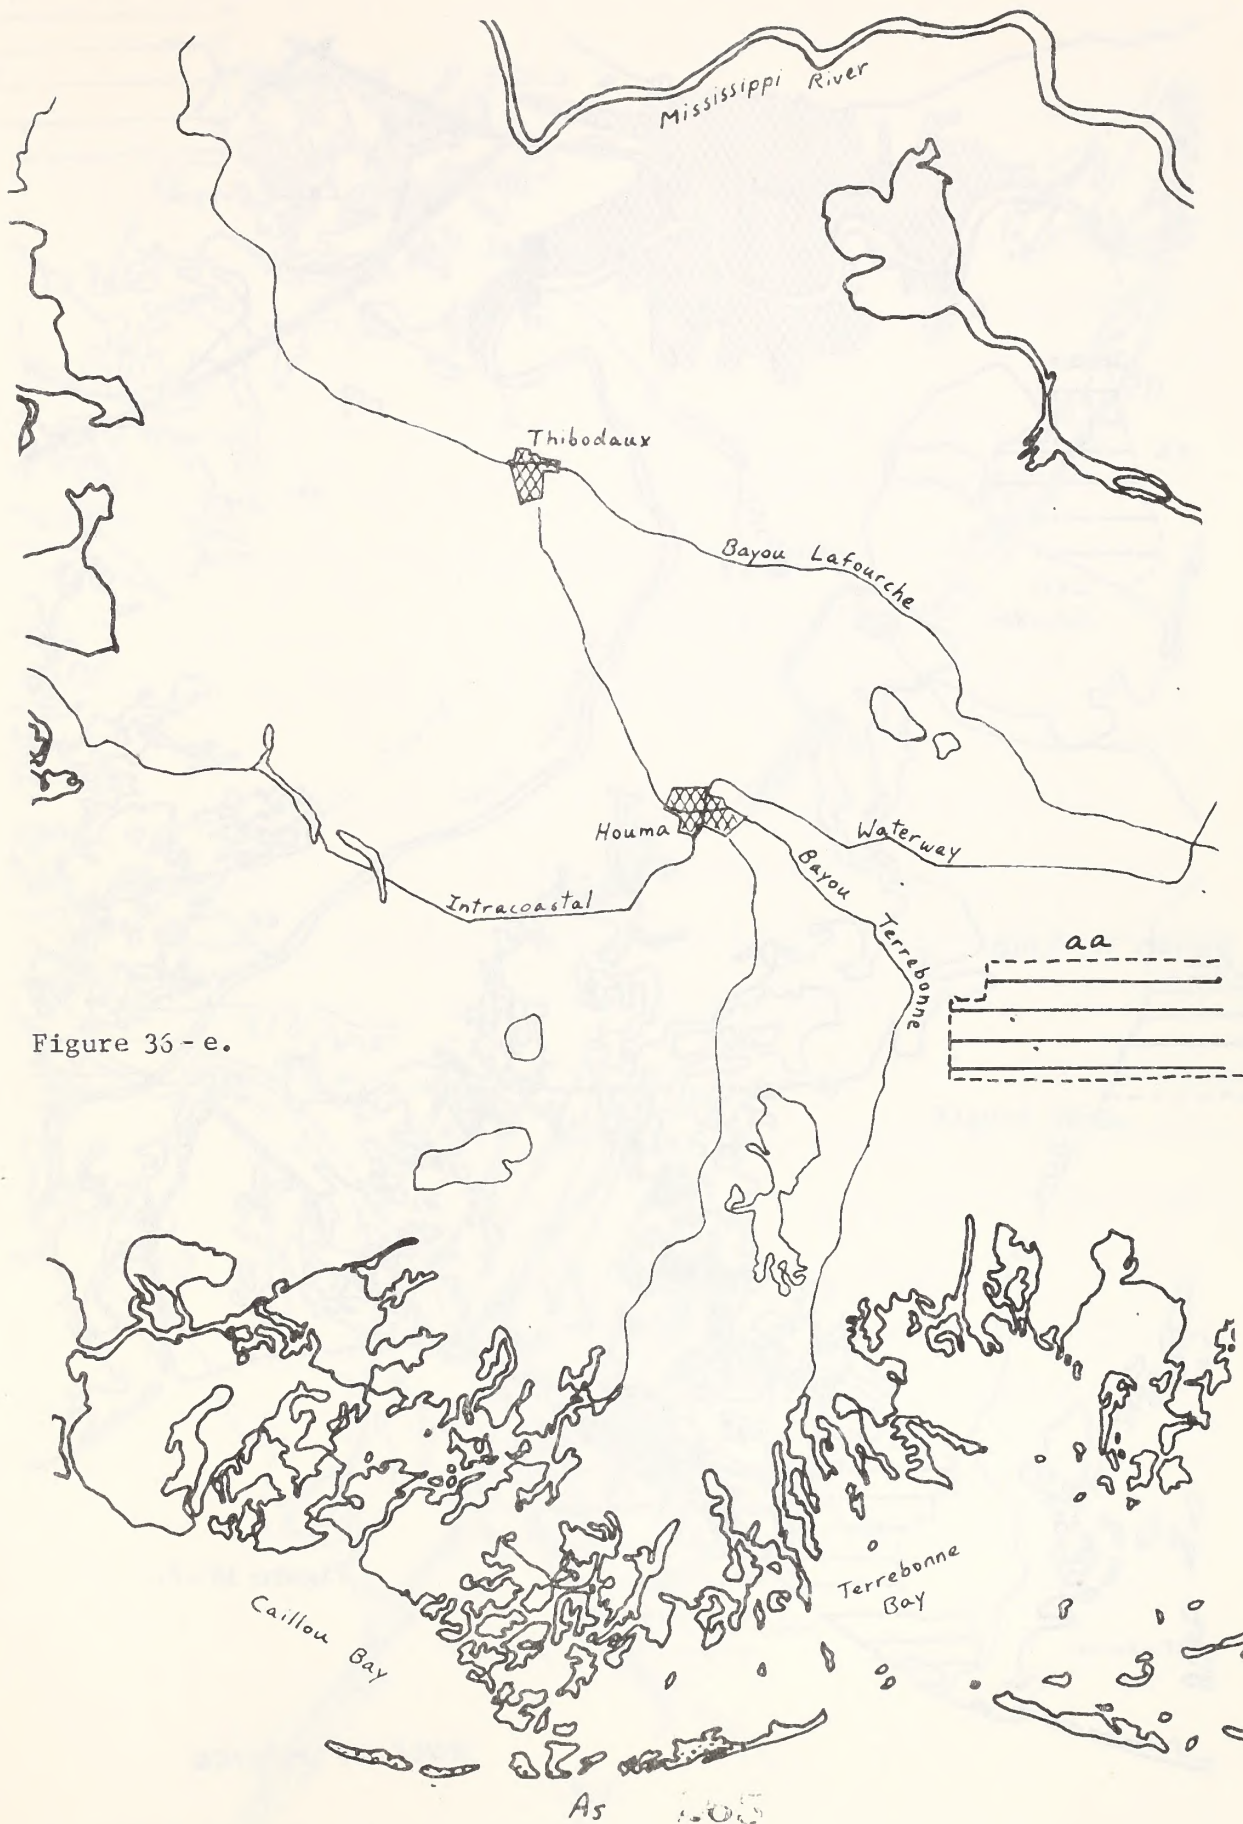 Mississippi River
Thibodaux
Bayou Lafourche
Houma
Waterway
Intracoastal
Bayou Terrebonne
aa
Figure 36-e.
Terrebonne
Bay
Caillou Bay
As